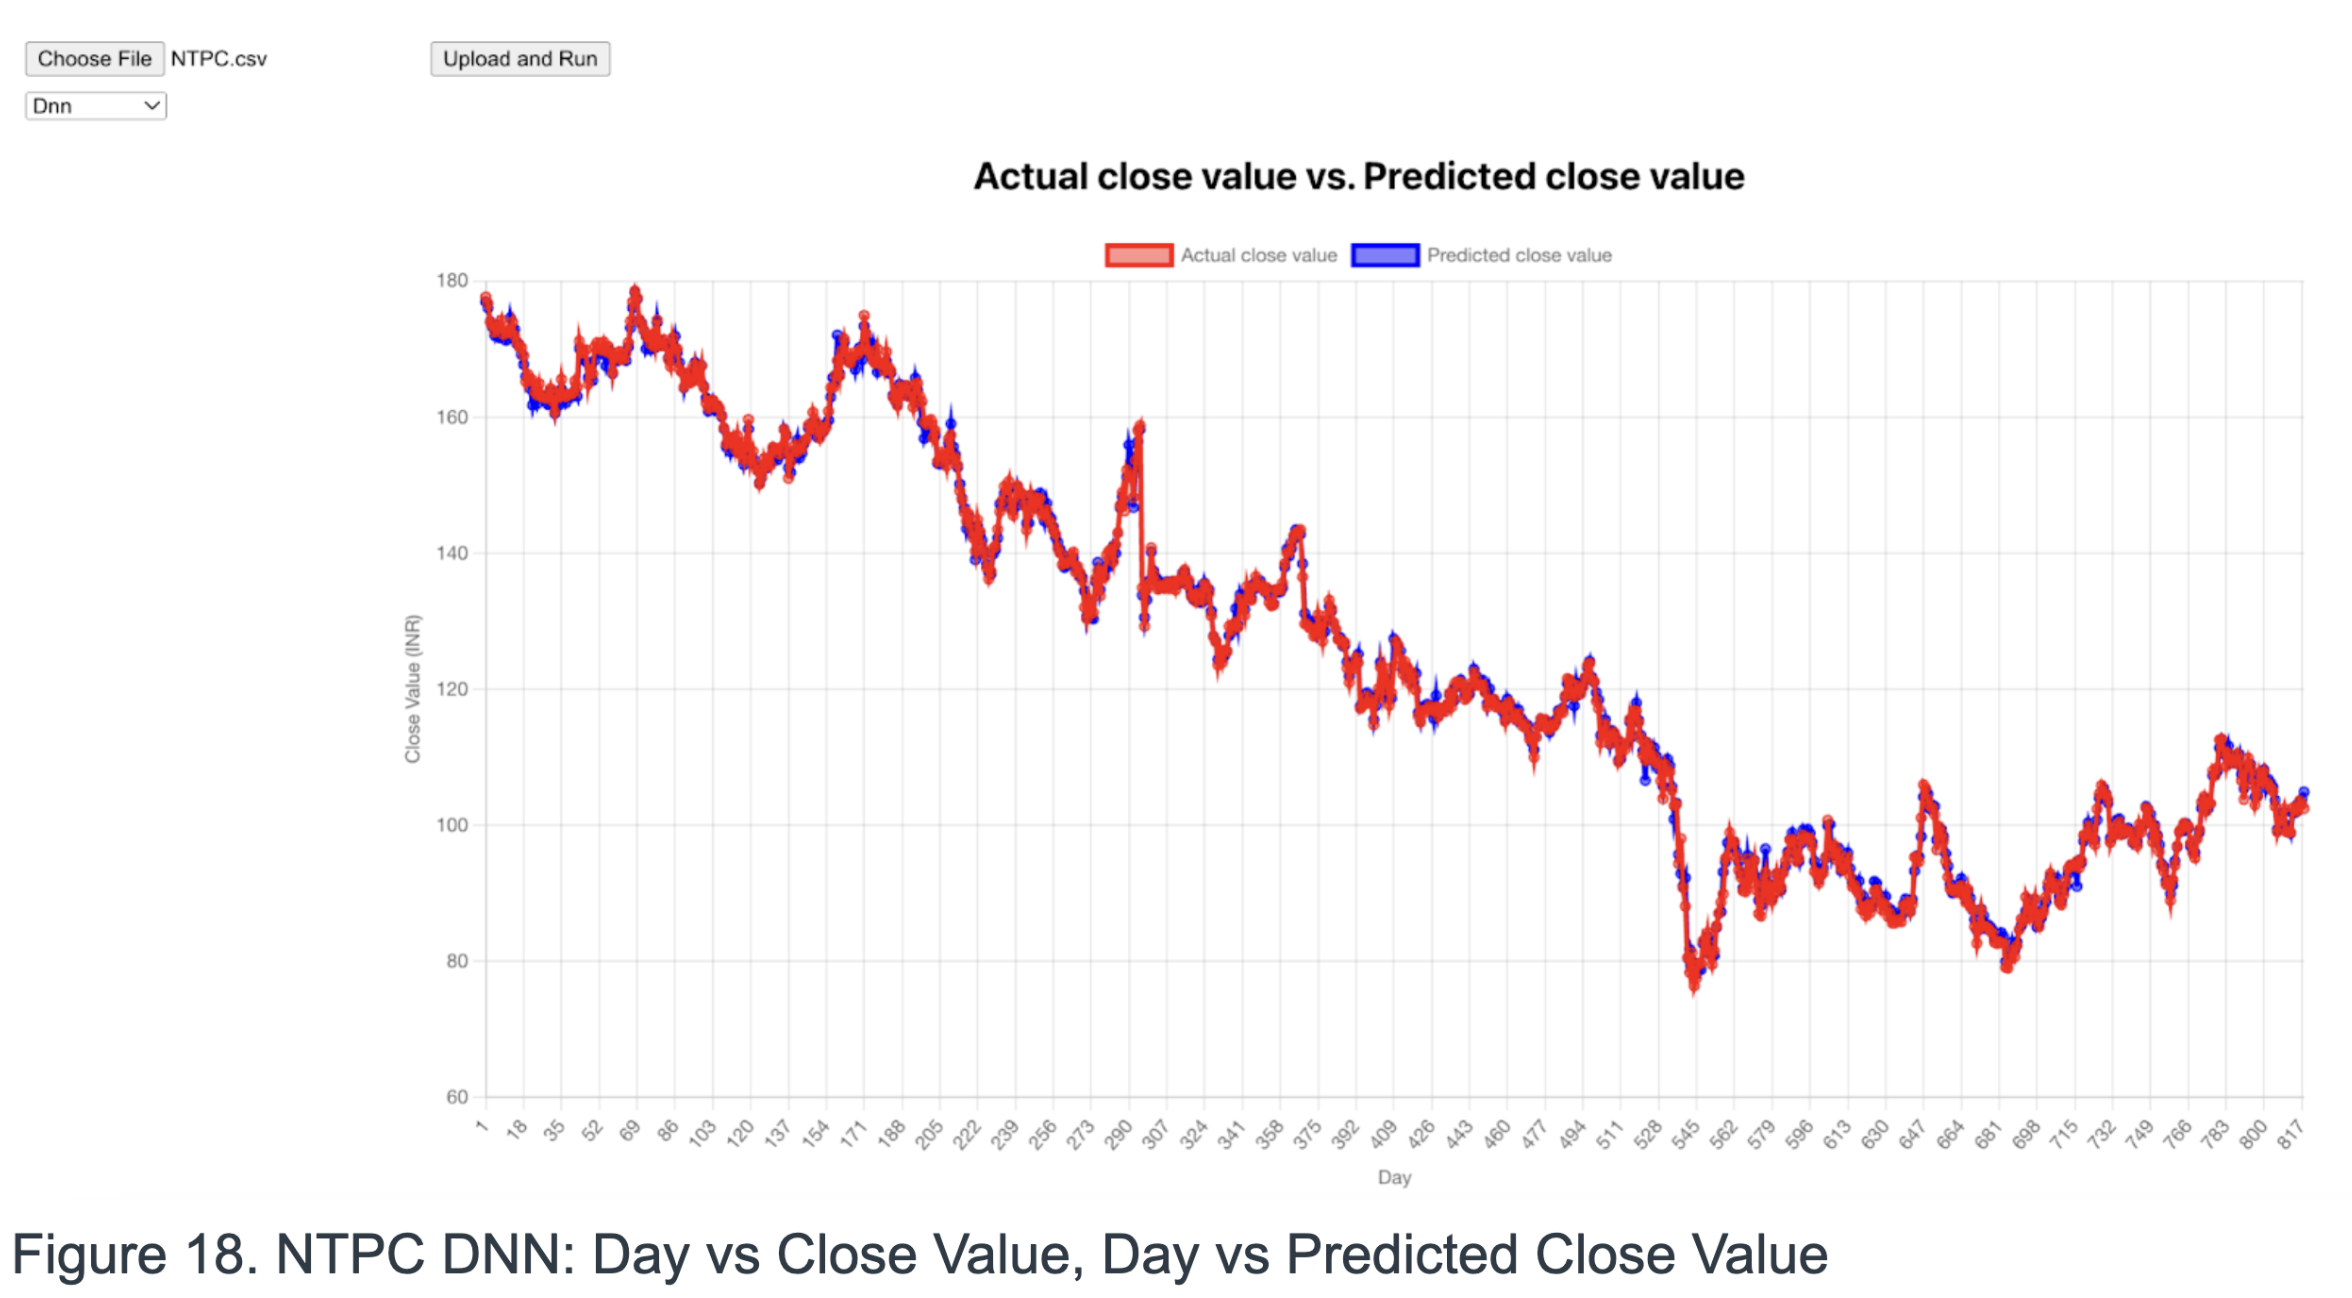 Choose File NTPC.csv Upload and Run
Dnn
Actual close value vs. Predicted close value
Actual close value Predicted close value
180
160
140
120
100
80
60
Close Value (INR)
1 18 35 52 69 86 103 120 137 154 171 188 205 222 239 256 273 290 307 324 341 358 375 392 409 426 443 460 477 494 511 528 545 562 579 596 613 630 647 664 681 698 715 732 749 766 783 800 817
Day
Figure 18. NTPC DNN: Day vs Close Value, Day vs Predicted Close Value